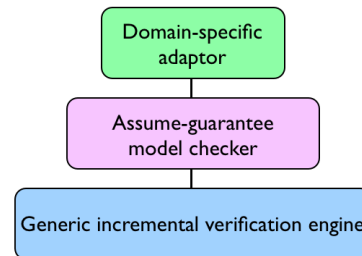 Domain-specific
adaptor
Assume-guarantee
model checker
Generic incremental verification engine